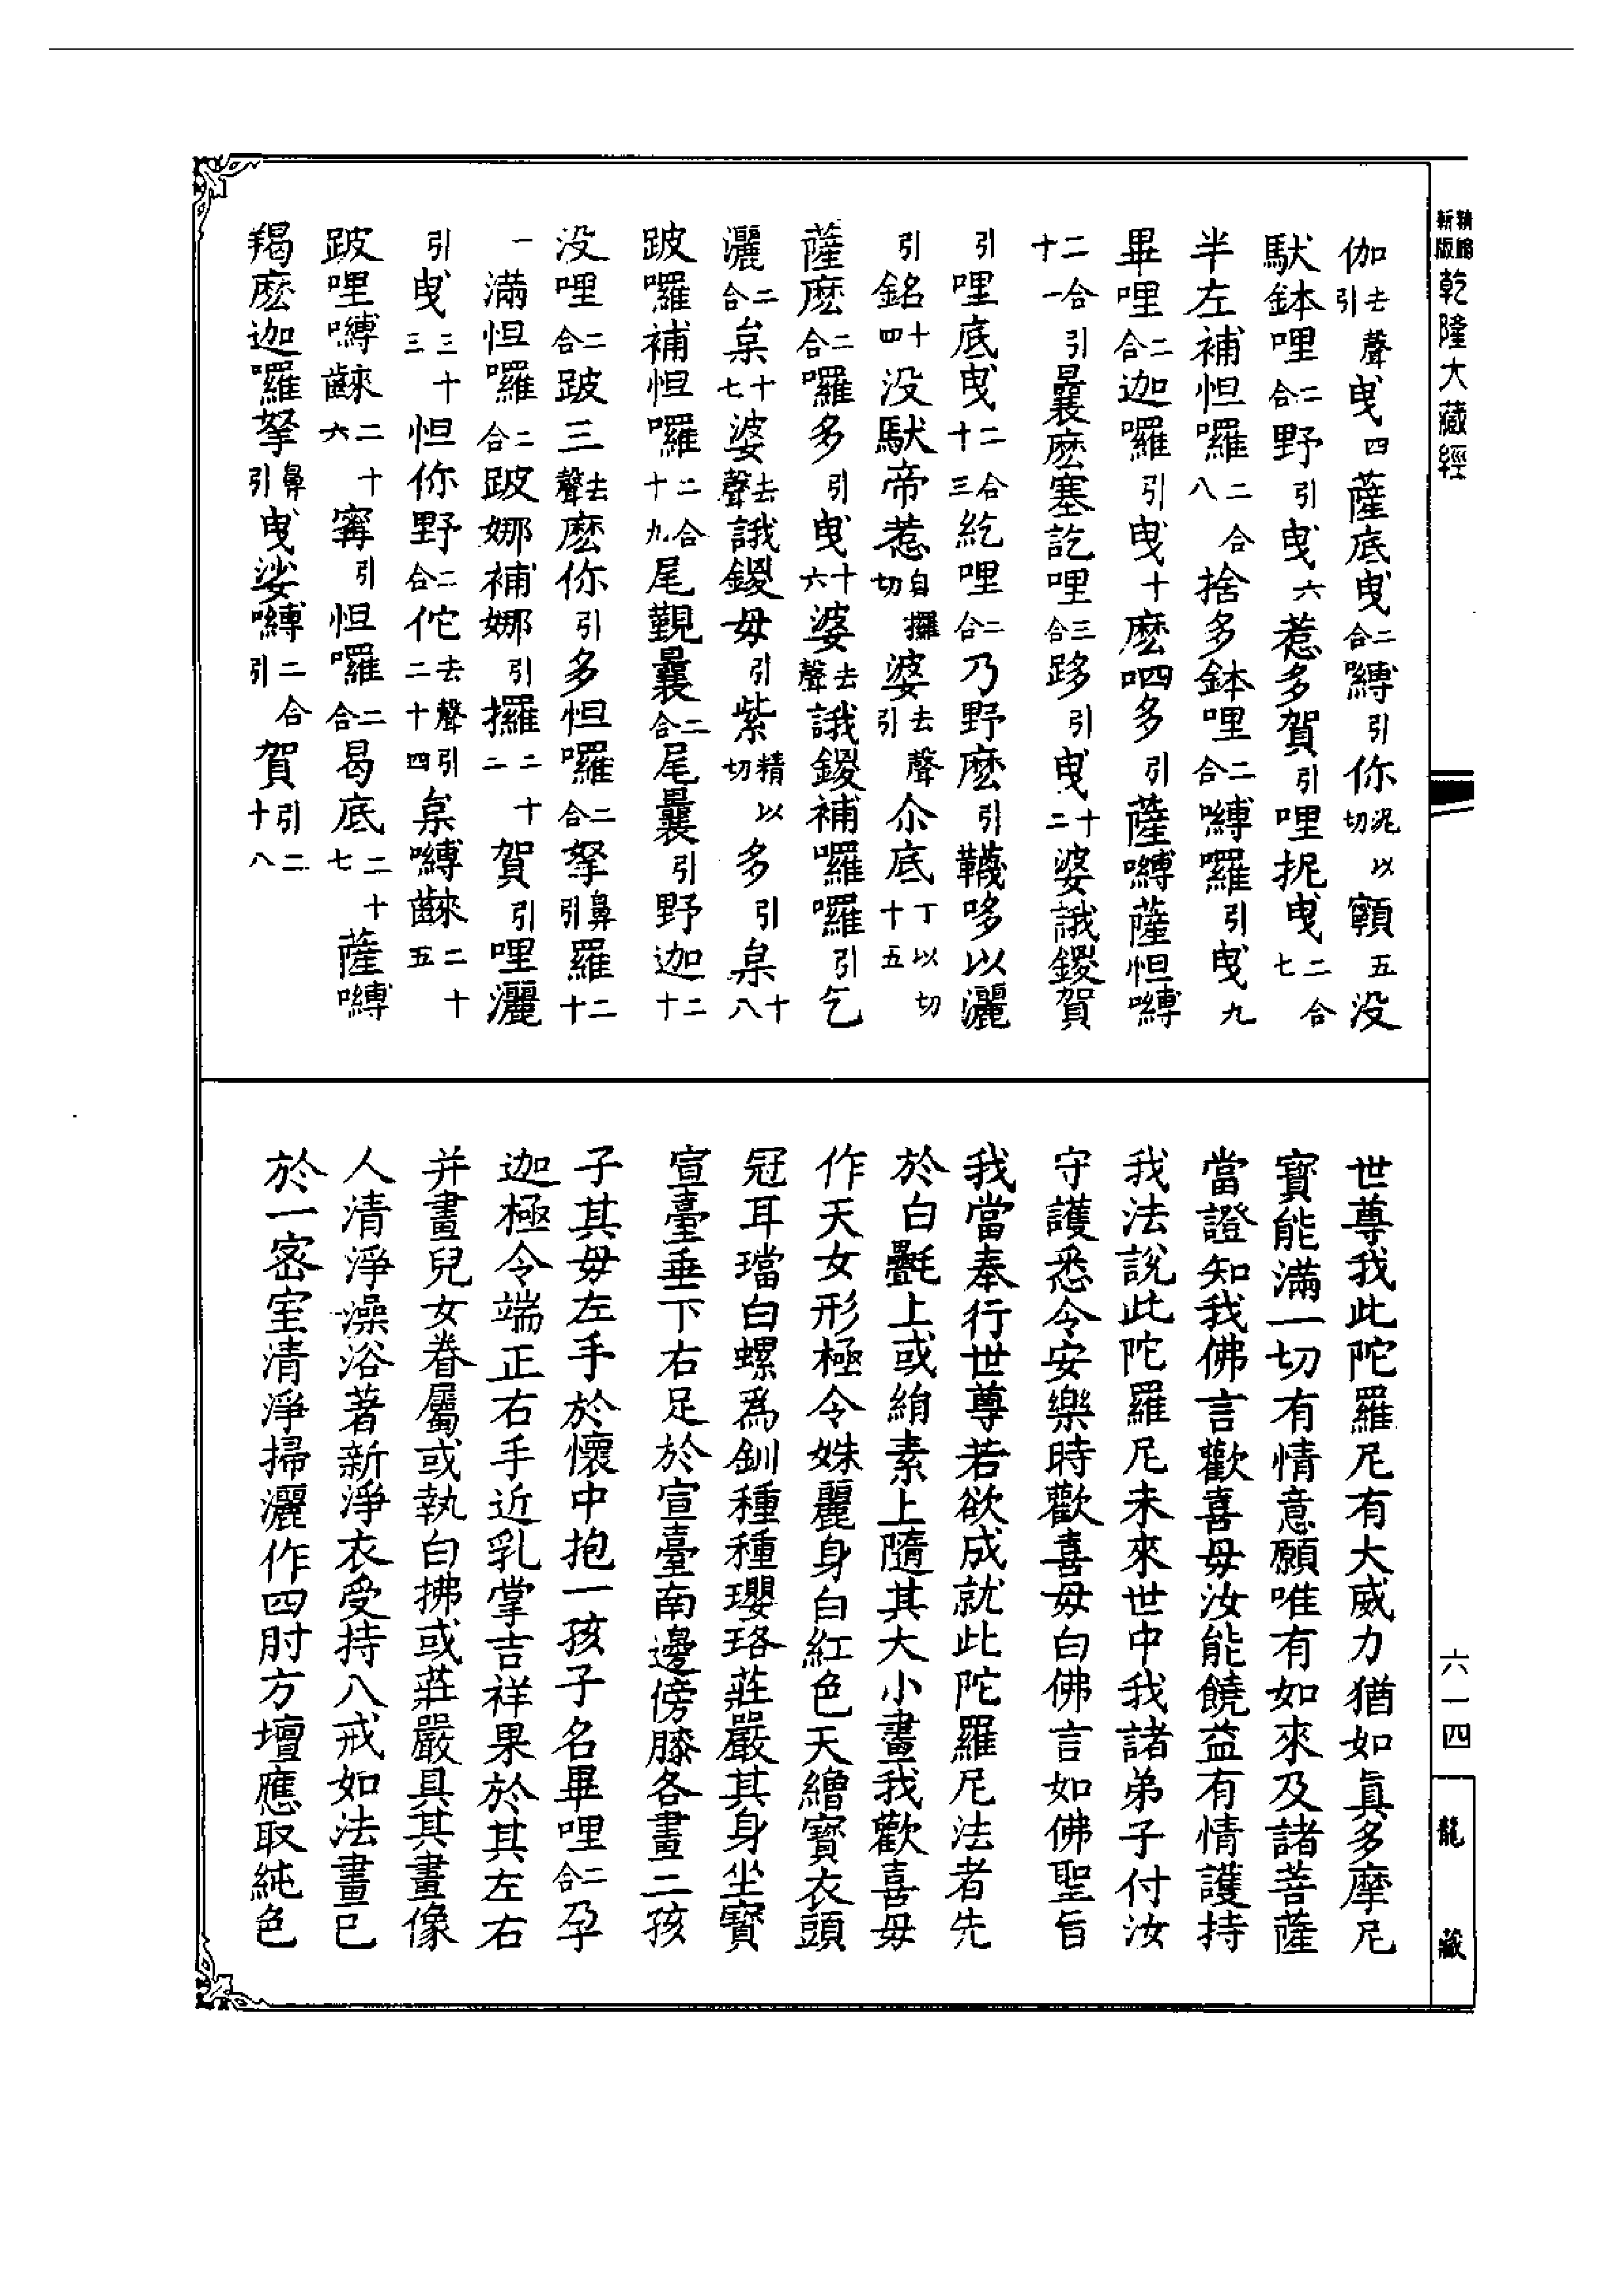 精縮
新版
乾隆大藏經
伽去聲引曳四薩底曳二合嚩引你泥以切顊五没
馱鉢哩二合野引曳六惹多賀引哩抳曳二合七
半左補怛囉二合八捨多鉢哩二合嚩囉引曳九
畢哩二合迦囉引曳十麽呬多引薩嚩薩怛嚩
二合引十一曩麽塞訖哩三合跢引曳十二婆誐鑁賀
引哩底曳二合十三紇哩二合乃野麽引韈哆以灑
引銘十四没馱帝惹自攞切婆去聲引尒底丁以切十五
薩麽二合囉多引曳十六婆去聲誐鑁補囉囉引乞
灑二合枲十七婆去聲誐鑁毋引紫精以切多引枲十八
跛囉補怛囉二合十九尾覲曩二合尾曩引野迦二十
没哩二合跛三去聲麽你引多怛囉二合拏鼻引羅二十
一滿怛囉二合跛娜補娜引攞二十二賀引哩灑
引曳三十三怛你野二合佗去聲引二十四枲嚩齂二十五
跛哩嚩齂二十六寗引怛囉二合曷底二十七薩嚩
羯麽迦囉拏鼻引曳娑嚩二合引賀引二十八
世尊我此陀羅尼有大威力猶如真多摩尼
寶能滿一切有情意願唯有如來及諸菩薩
當證知我佛言歡喜毋汝能饒益有情護持
我法說此陀羅尼未來世中我諸弟子付汝
守護悉令安樂時歡喜毋白佛言如佛聖旨
我當奉行世尊若欲成就此陀羅尼法者先
於白㲲上或絹素上隨其大小畫我歡喜毋
作天女形極令姝麗身白紅色天繒寶衣頭
冠耳璫白螺爲釧種種瓔珞莊嚴其身坐寶
宣臺垂下右足於宣臺南邊傍膝各畫二孩
子其毋左手於懷中抱一孩子名畢哩二合孕
迦極令端正右手近乳掌吉祥果於其左右
并畫兒女眷屬或執白拂或莊嚴具其畫像
人清淨澡浴著新淨衣受持八戒如法畫巳
於一密室清淨掃灑作四肘方壇應取純色
六一四
龍藏